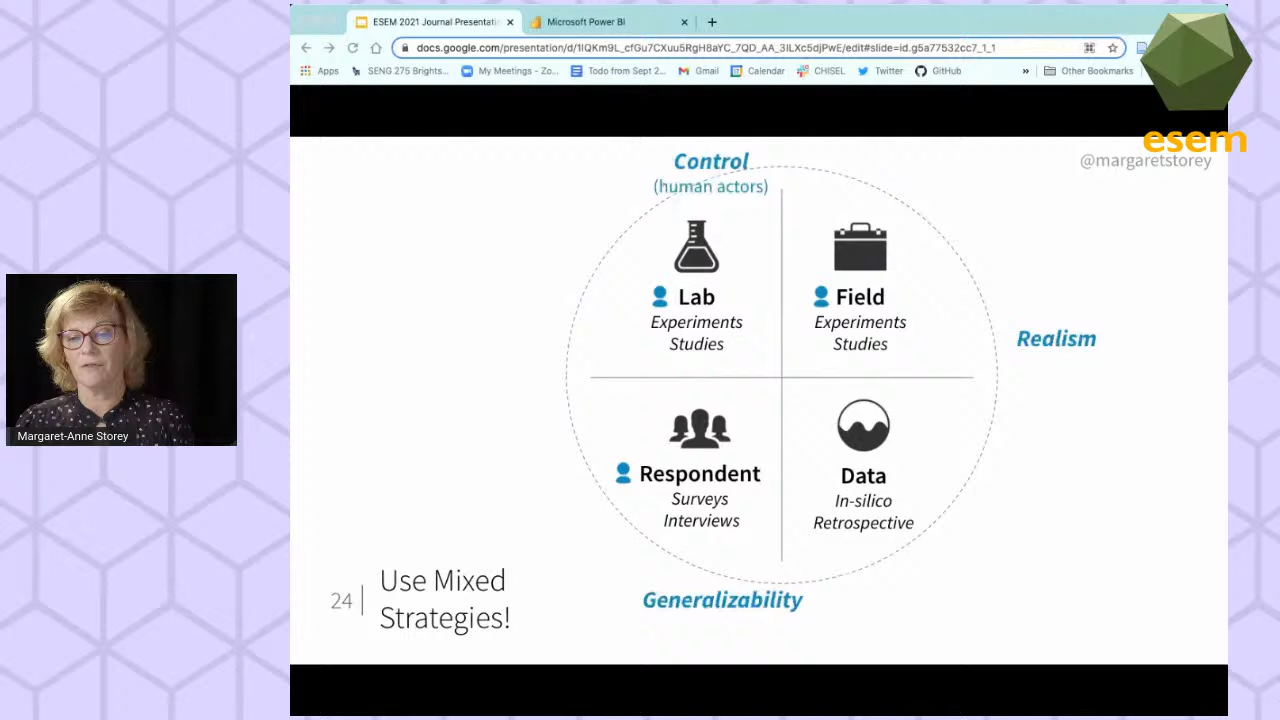 ESEM 2021 Journal Presentati
Microsoft Power BI
docs.google.com/presentation/d/1lQKm9L_cfGu7CXuu5RgH8aYC_7QD_AA_3ILXc5djPwE/edit#slide=id.g5a77532cc7_1_1
Apps
SENG 275 Brights...
My Meetings - Zo...
Todo from Sept 2...
Gmail
Calendar
CHISEL
Twitter
GitHub
»
Other Bookmarks
esem
@margaretstorey
Control
(human actors)
Lab
Experiments
Studies
Field
Experiments
Studies
Realism
Respondent
Surveys
Interviews
Data
In-silico
Retrospective
Generalizability
24
Use Mixed
Strategies!
Margaret-Anne Storey